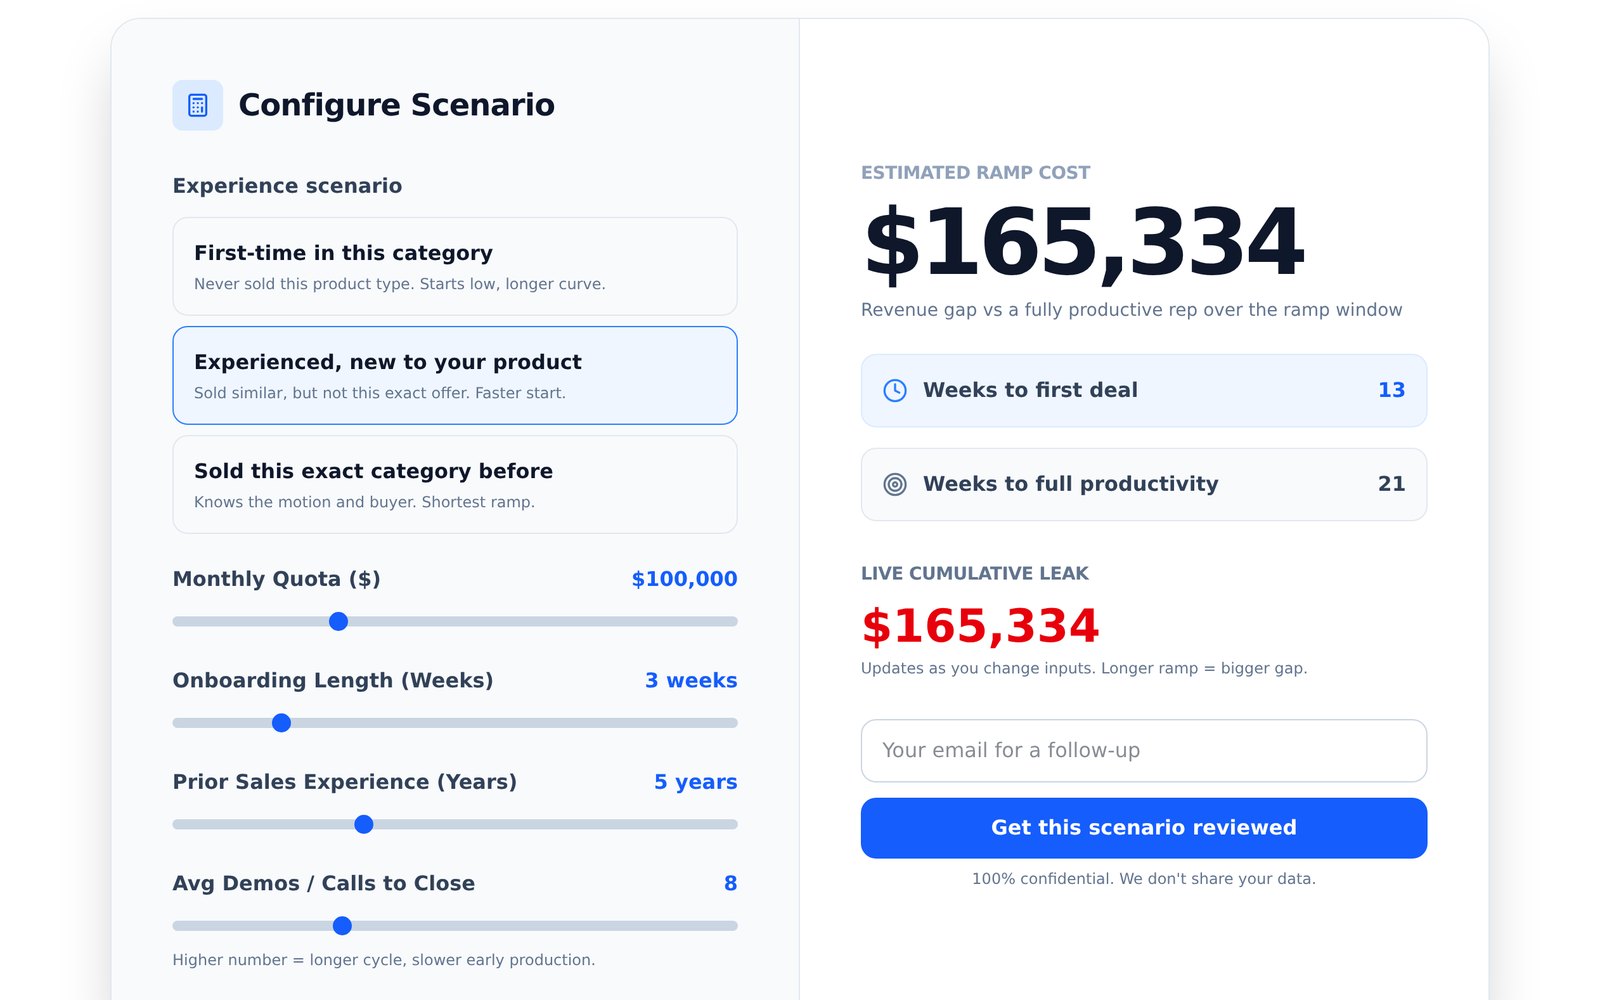 Configure Scenario
Experience scenario
First-time in this category
Never sold this product type. Starts low, longer curve.
Experienced, new to your product
Sold similar, but not this exact offer. Faster start.
Sold this exact category before
Knows the motion and buyer. Shortest ramp.
Monthly Quota ($) $100,000
Onboarding Length (Weeks) 3 weeks
Prior Sales Experience (Years) 5 years
Avg Demos / Calls to Close 8
Higher number = longer cycle, slower early production.
ESTIMATED RAMP COST
$165,334
Revenue gap vs a fully productive rep over the ramp window
Weeks to first deal 13
Weeks to full productivity 21
LIVE CUMULATIVE LEAK
$165,334
Updates as you change inputs. Longer ramp = bigger gap.
Your email for a follow-up
Get this scenario reviewed
100% confidential. We don't share your data.